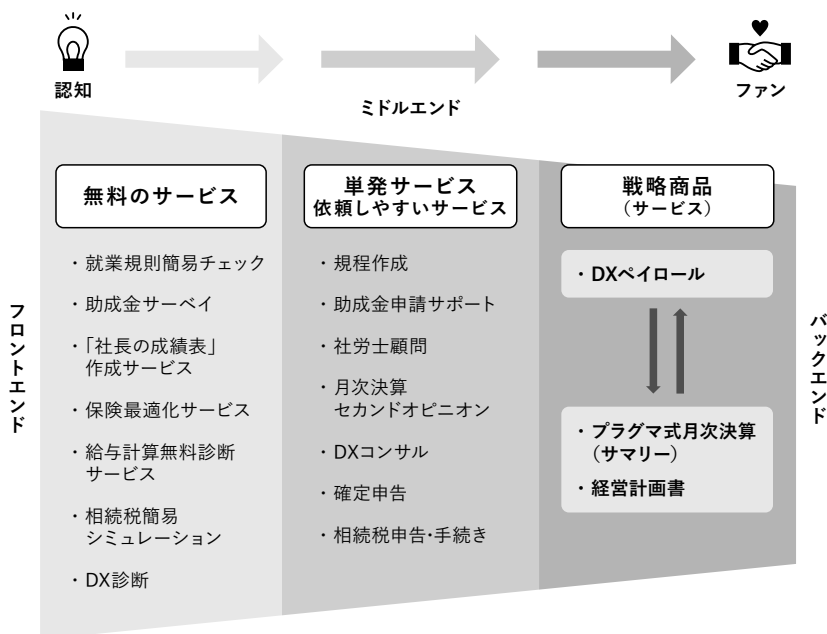 認知
ミドルエンド
ファン
フロントエンド
無料のサービス
・就業規則簡易チェック
・助成金サーベイ
・「社長の成績表」
作成サービス
・保険最適化サービス
・給与計算無料診断
サービス
・相続税簡易
シミュレーション
・DX診断
単発サービス
依頼しやすいサービス
・規程作成
・助成金申請サポート
・社労士顧問
・月次決算
セカンドオピニオン
・DXコンサル
・確定申告
・相続税申告・手続き
戦略商品
（サービス）
・DXペイロール
・プラグマ式月次決算
（サマリー）
・経営計画書
バックエンド